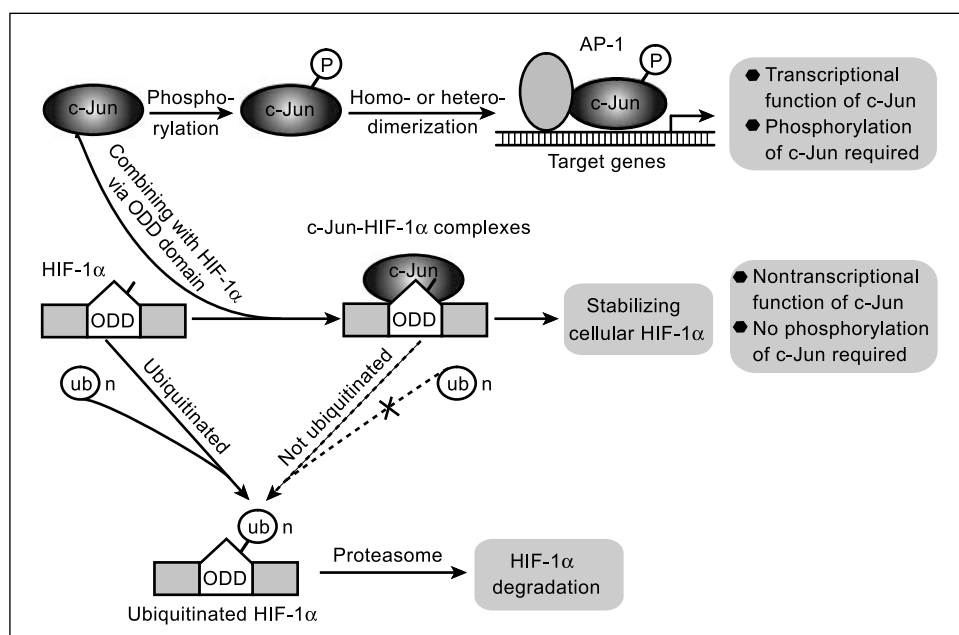 c-Jun
Phospho-
rylation
P
c-Jun
Homo- or hetero-
dimerization
AP-1
P
c-Jun
Target genes
Transcriptional
function of c-Jun
Phosphorylation
of c-Jun required
Combining with HIF-1α
via ODD domain
HIF-1α
ODD
c-Jun-HIF-1α complexes
c-Jun
ODD
Stabilizing
cellular HIF-1α
Nontranscriptional
function of c-Jun
No phosphorylation
of c-Jun required
ub n
Ubiquitinated
Not ubiquitinated
ub n
ub n
ODD
Ubiquitinated HIF-1α
Proteasome
HIF-1α
degradation